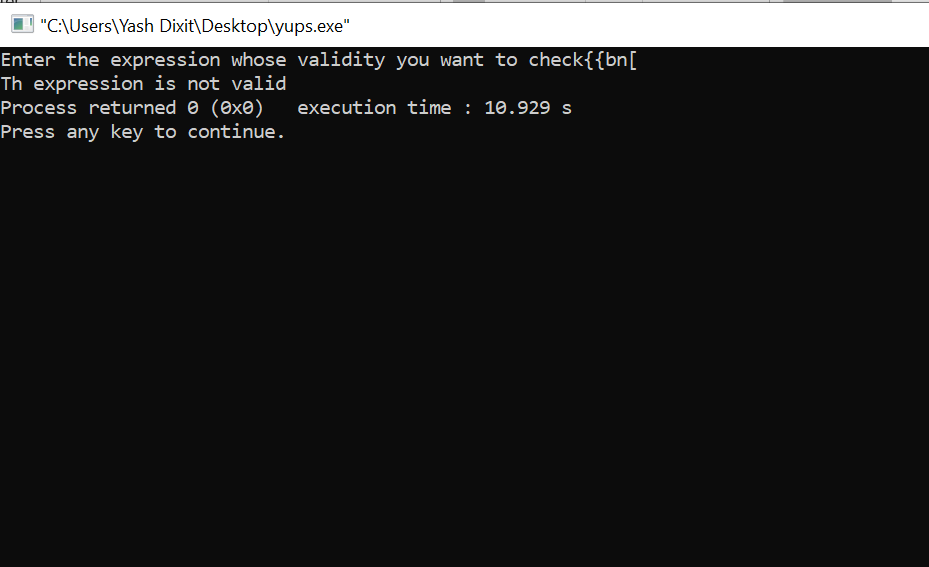 "C:\Users\Yash Dixit\Desktop\yups.exe"
Enter the expression whose validity you want to check{{bn[
Th expression is not valid
Process returned 0 (0x0)   execution time : 10.929 s
Press any key to continue.